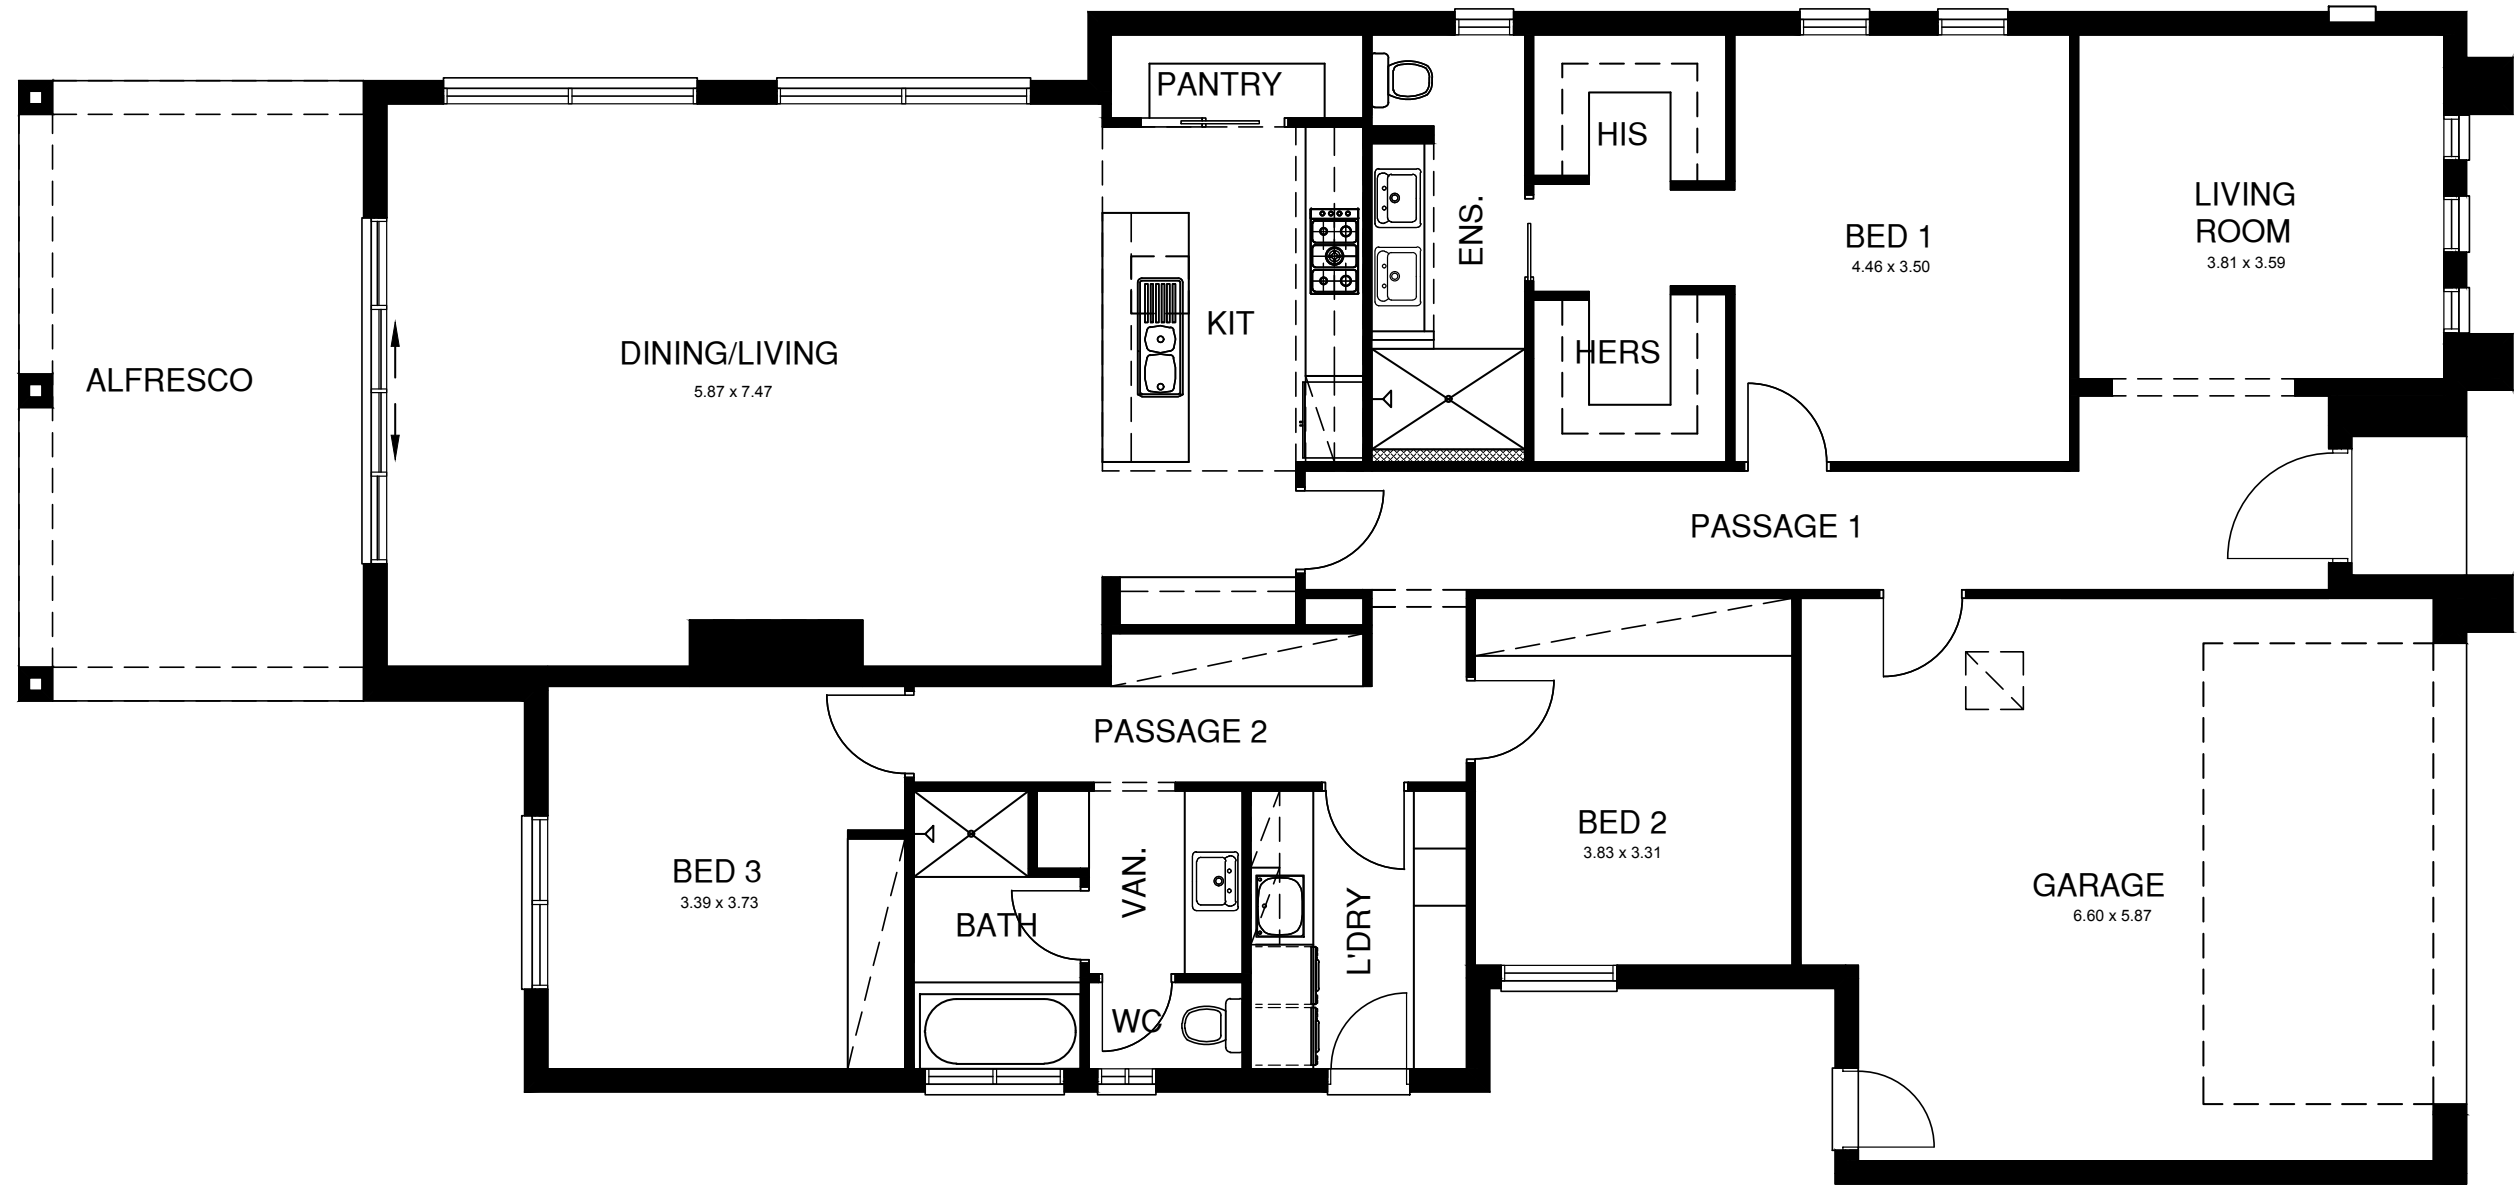 PANTRY
HIS
LIVING
ROOM
3.81 x 3.59
ENS.
BED 1
4.46 x 3.50
KIT
DINING/LIVING
5.87 x 7.47
HERS
ALFRESCO
PASSAGE 1
PASSAGE 2
BED 2
3.83 x 3.31
BED 3
3.39 x 3.73
VAN.
GARAGE
6.60 x 5.87
BATH
L'DRY
WC